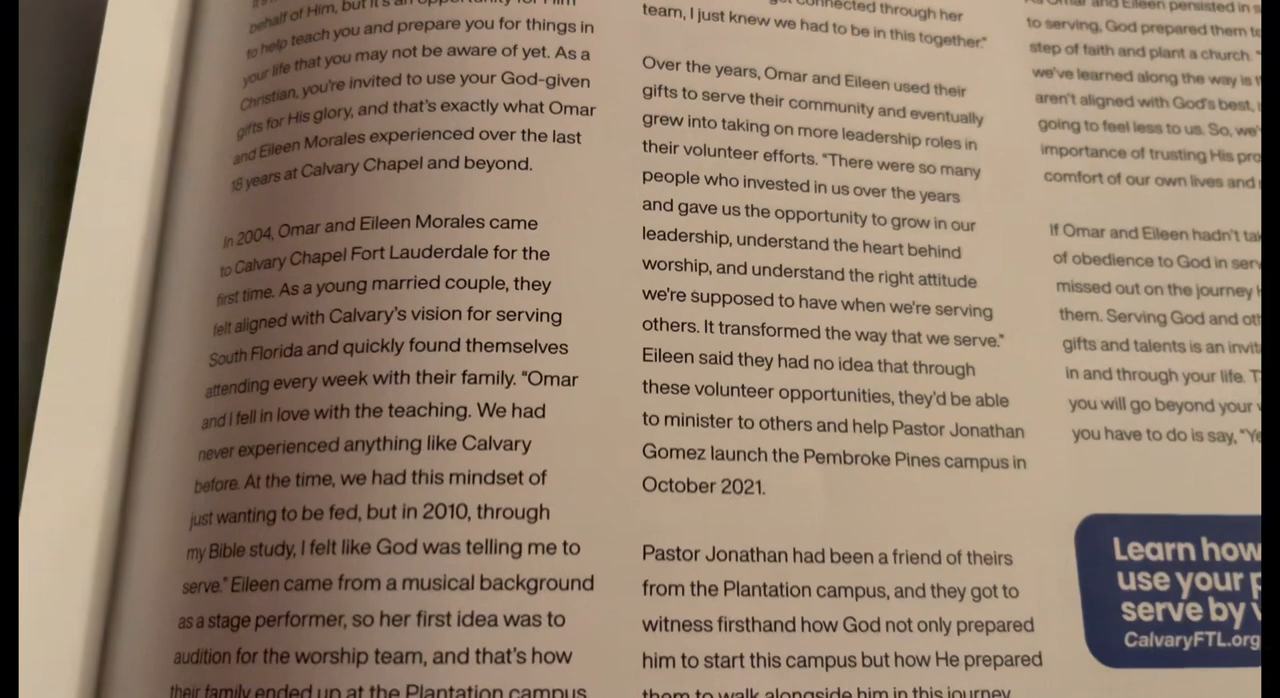 behalf of Him, but it's an opportunity for Him
to help teach you and prepare you for things in
your life that you may not be aware of yet. As a
Christian, you're invited to use your God-given
gifts for His glory, and that's exactly what Omar
and Eileen Morales experienced over the last
18 years at Calvary Chapel and beyond.
In 2004, Omar and Eileen Morales came
to Calvary Chapel Fort Lauderdale for the
first time. As a young married couple, they
felt aligned with Calvary's vision for serving
South Florida and quickly found themselves
attending every week with their family. "Omar
and I fell in love with the teaching. We had
never experienced anything like Calvary
before. At the time, we had this mindset of
just wanting to be fed, but in 2010, through
my Bible study, I felt like God was telling me to
serve." Eileen came from a musical background
as a stage performer, so her first idea was to
audition for the worship team, and that's how
their family ended up at the Plantation campus.
connected through her
team, I just knew we had to be in this together."
Over the years, Omar and Eileen used their
gifts to serve their community and eventually
grew into taking on more leadership roles in
their volunteer efforts. "There were so many
people who invested in us over the years
and gave us the opportunity to grow in our
leadership, understand the heart behind
worship, and understand the right attitude
we're supposed to have when we're serving
others. It transformed the way that we serve."
Eileen said they had no idea that through
these volunteer opportunities, they'd be able
to minister to others and help Pastor Jonathan
Gomez launch the Pembroke Pines campus in
October 2021.
Pastor Jonathan had been a friend of theirs
from the Plantation campus, and they got to
witness firsthand how God not only prepared
him to start this campus but how He prepared
them to walk alongside him in this journey
As Omar and Eileen persisted in
to serving, God prepared them
step of faith and plant a church.
we've learned along the way is
aren't aligned with God's best,
going to feel less to us. So,
importance of trusting His
comfort of our own lives and
If Omar and Eileen hadn't
of obedience to God in
missed out on the journey
them. Serving God and
gifts and talents is an
in and through your life.
you will go beyond your
you have to do is say,
Learn how
use your
serve by
CalvaryFTL.org